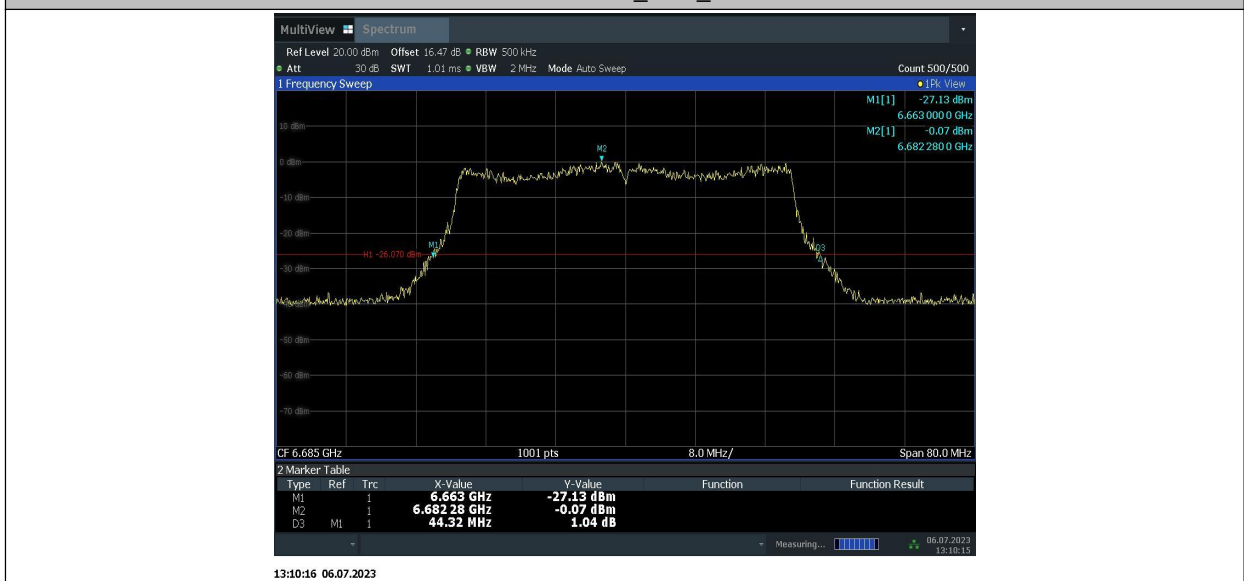 MultiView Spectrum
Ref Level 20.00 dBm Offset 16.47 dB RBW 500 kHz
Att 30 dB SWT 1.01 ms VBW 2 MHz Mode Auto Sweep Count 500/500
1 Frequency Sweep 1Pk View
M1[1] -27.13 dBm
6.663 000 0 GHz
10 dBm
M2[1] -0.07 dBm
6.682 280 0 GHz
M2
0 dBm
-10 dBm
-20 dBm
M1
D3
H1 -26.070 dBm
-30 dBm
-50 dBm
-60 dBm
-70 dBm
CF 6.685 GHz 1001 pts 8.0 MHz/ Span 80.0 MHz
2 Marker Table
Type Ref Trc X-Value Y-Value Function Function Result
M1 1 6.663 GHz -27.13 dBm
M2 1 6.682 28 GHz -0.07 dBm
D3 M1 1 44.32 MHz 1.04 dB
Measuring... 06.07.2023
13:10:15
13:10:16 06.07.2023